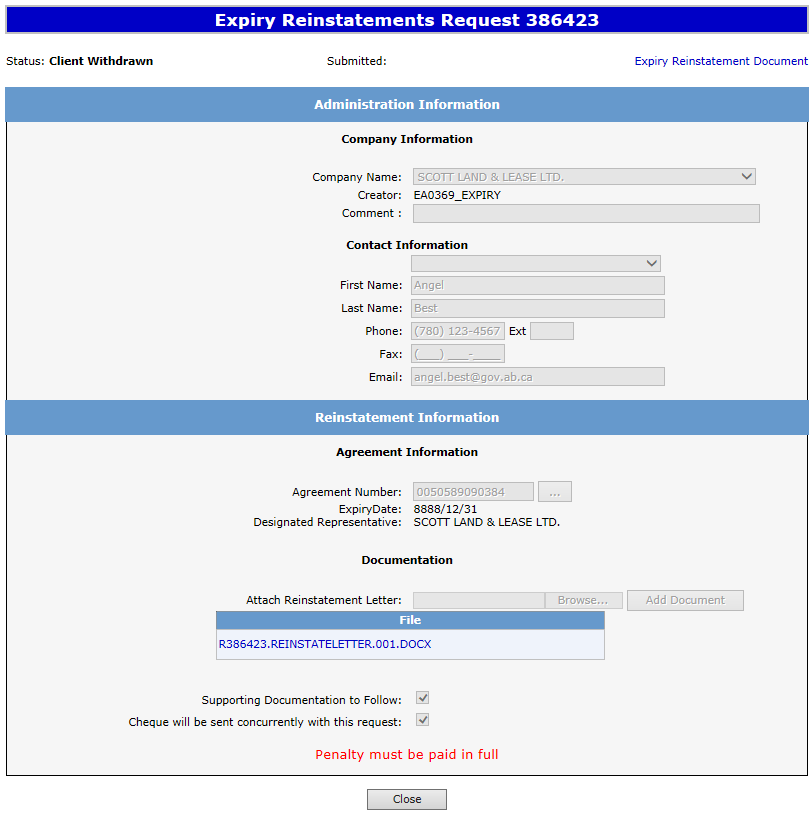 Expiry Reinstatements Request 386423
Status: Client Withdrawn Submitted: Expiry Reinstatement Document
Administration Information
Company Information
Company Name: SCOTT LAND & LEASE LTD.
Creator: EA0369_EXPIRY
Comment :
Contact Information
First Name: Angel
Last Name: Best
Phone: (780) 123-4567 Ext
Fax: (___) ___-____
Email: angel.best@gov.ab.ca
Reinstatement Information
Agreement Information
Agreement Number: 0050589090384 ...
ExpiryDate: 8888/12/31
Designated Representative: SCOTT LAND & LEASE LTD.
Documentation
Attach Reinstatement Letter: Browse... Add Document
File
R386423.REINSTATELETTER.001.DOCX
Supporting Documentation to Follow:
Cheque will be sent concurrently with this request:
Penalty must be paid in full
Close